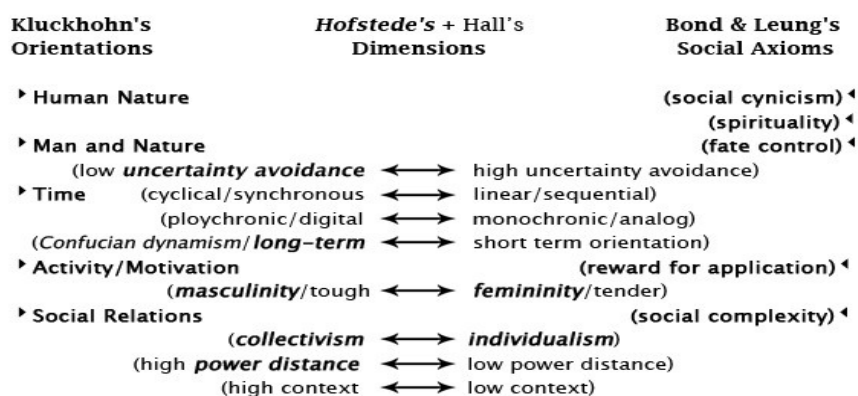 Kluckhohn's Orientations Hofstede's + Hall's Dimensions Bond & Leung's Social Axioms
Human Nature (social cynicism)
(spirituality)
Man and Nature (fate control)
(low uncertainty avoidance high uncertainty avoidance)
Time (cyclical/synchronous linear/sequential)
(ploychronic/digital monochronic/analog)
(Confucian dynamism/long-term short term orientation)
Activity/Motivation (reward for application)
(masculinity/tough femininity/tender)
Social Relations (social complexity)
(collectivism individualism)
(high power distance low power distance)
(high context low context)